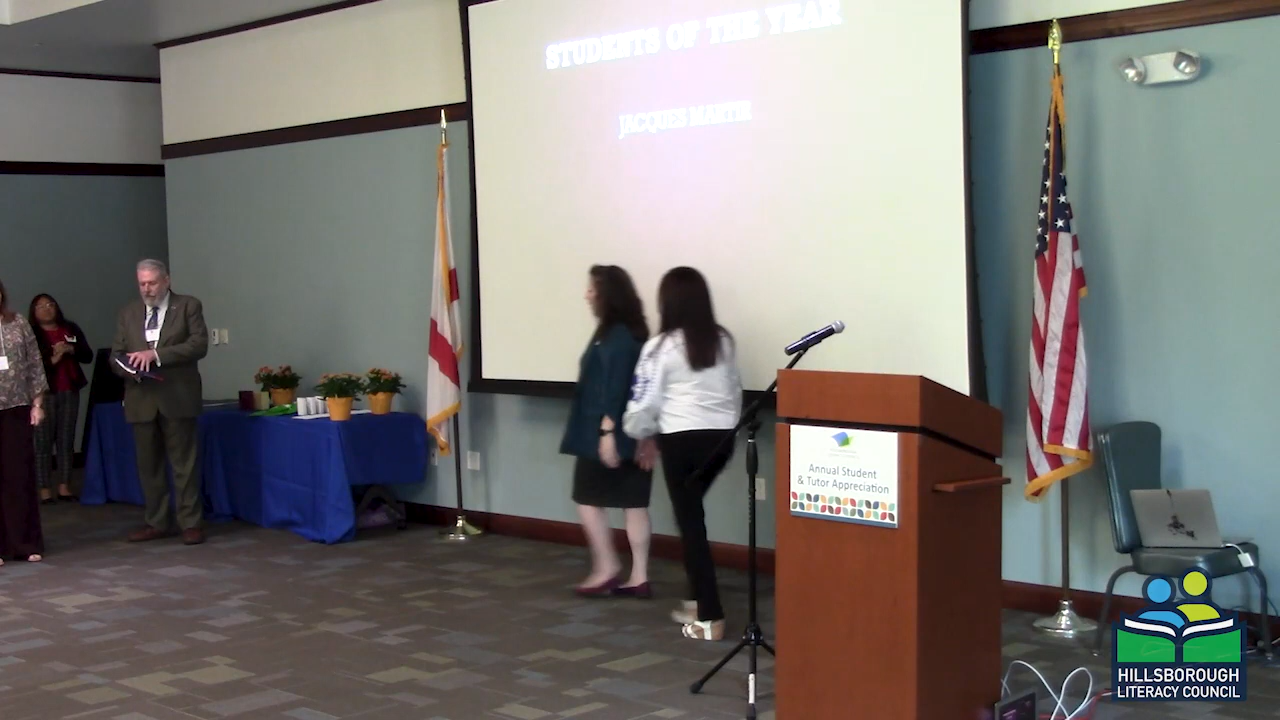 STUDENTS OF THE YEAR
JACQUES MARTIN
Annual Student
& Tutor Appreciation
HILLSBOROUGH
LITERACY COUNCIL